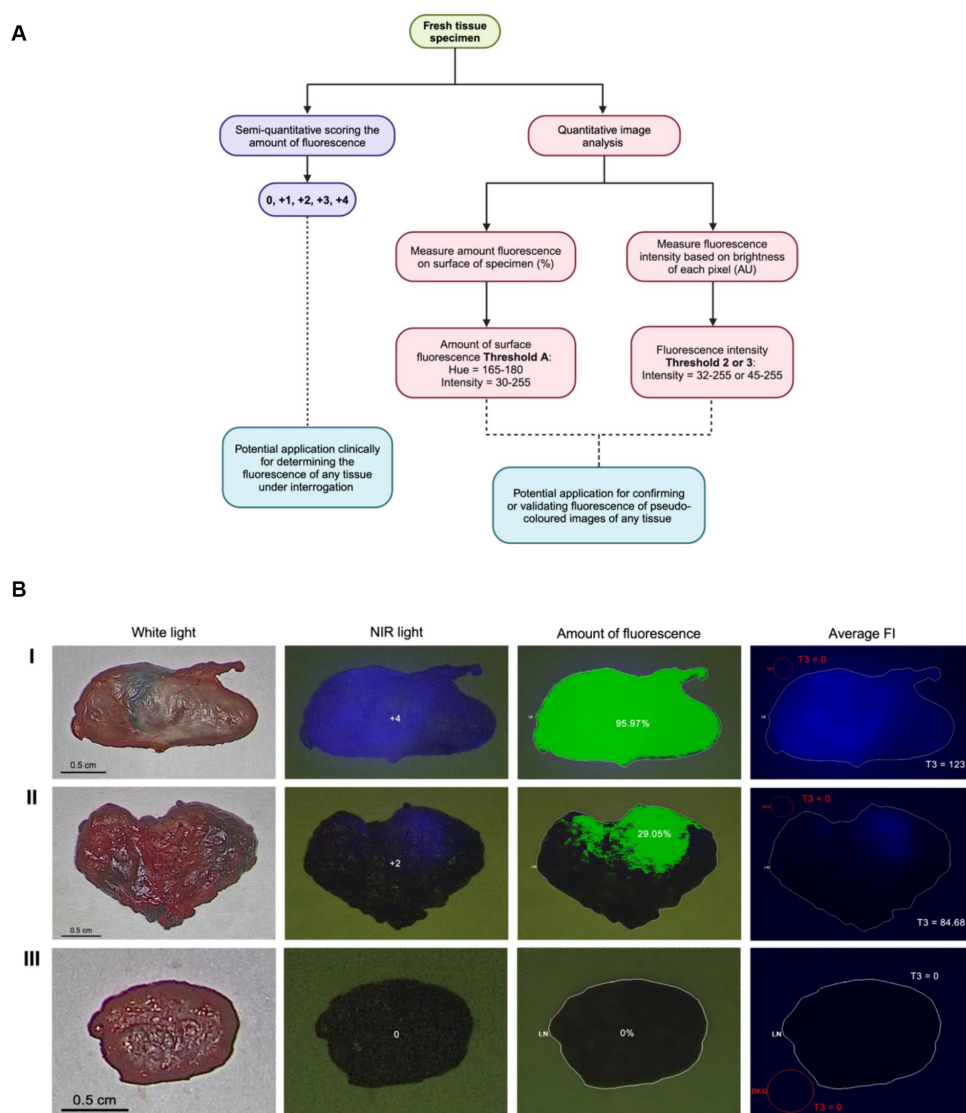 A
Fresh tissue
specimen
Semi-quantitative scoring the
amount of fluorescence
Quantitative image
analysis
0, +1, +2, +3, +4
Measure amount fluorescence
on surface of specimen (%)
Measure fluorescence
intensity based on brightness
of each pixel (AU)
Amount of surface
fluorescence Threshold A:
Hue = 165-180
Intensity = 30-255
Fluorescence intensity
Threshold 2 or 3:
Intensity = 32-255 or 45-255
Potential application clinically
for determining the
fluorescence of any tissue
under interrogation
Potential application for confirming
or validating fluorescence of pseudo-
coloured images of any tissue
B
White light
NIR light
Amount of fluorescence
Average FI
I
0.5 cm
+4
95.97%
T3 = 0
T3 = 123
II
0.5 cm
+2
29.05%
T3 = 0
T3 = 84.68
III
0.5 cm
0
LN
0%
T3 = 0
LN
BKG
T3 = 0